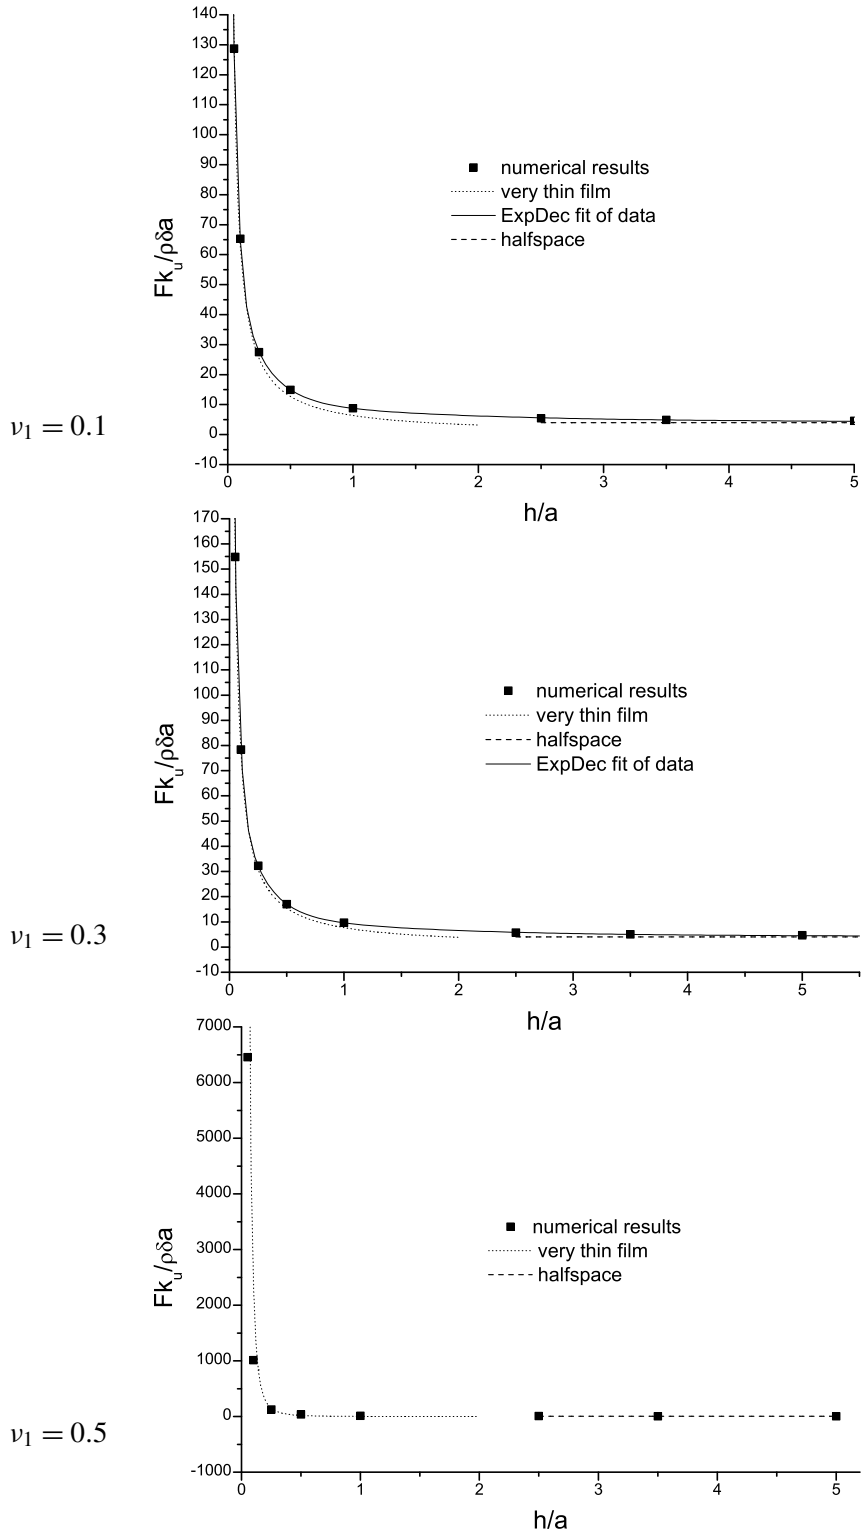 140
130
120
110
100
90
80
70
60
50
40
30
20
10
0
-10
Fk_u/ρδa
numerical results
very thin film
ExpDec fit of data
halfspace
ν₁ = 0.1
0 1 2 3 4 5
h/a
170
160
150
140
130
120
110
100
90
80
70
60
50
40
30
20
10
0
-10
Fk_u/ρδa
numerical results
very thin film
halfspace
ExpDec fit of data
ν₁ = 0.3
0 1 2 3 4 5
h/a
7000
6000
5000
4000
3000
2000
1000
0
-1000
Fk_u/ρδa
numerical results
very thin film
halfspace
ν₁ = 0.5
0 1 2 3 4 5
h/a